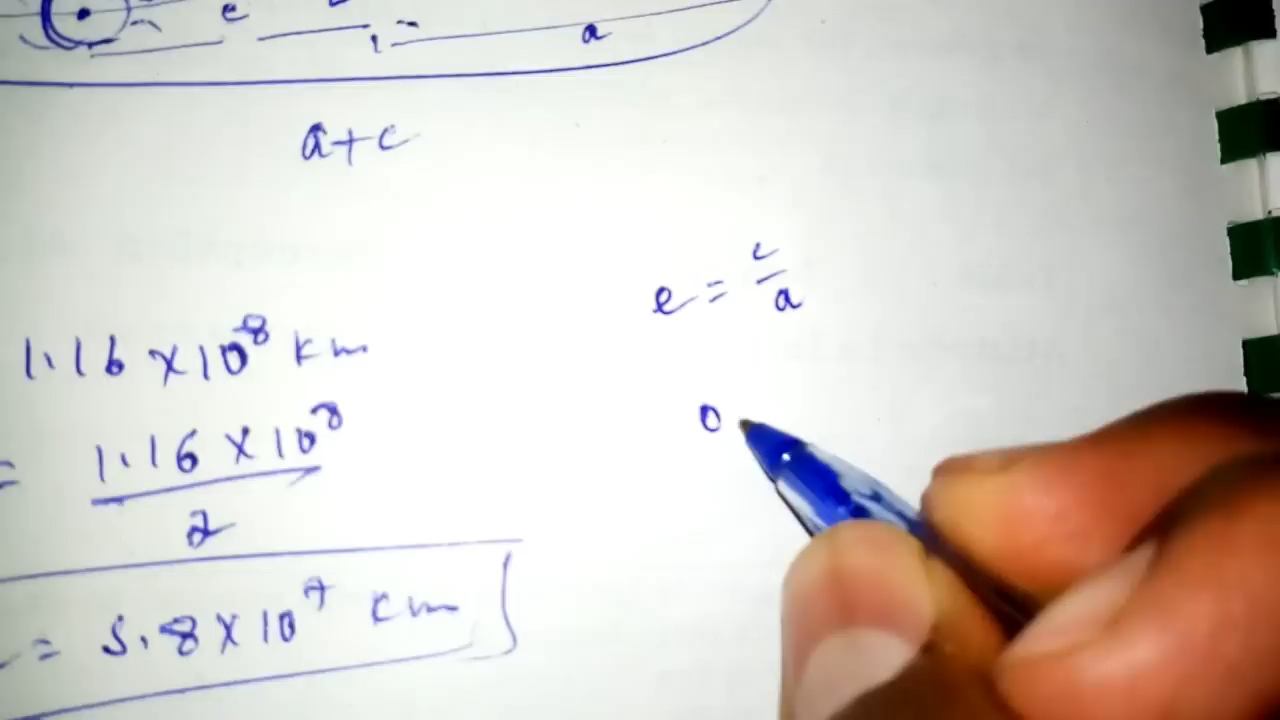 a
a+c
e = c/a
1.16 × 10⁸ km
= 1.16 × 10⁸
2
= 5.8 × 10⁷ km
0